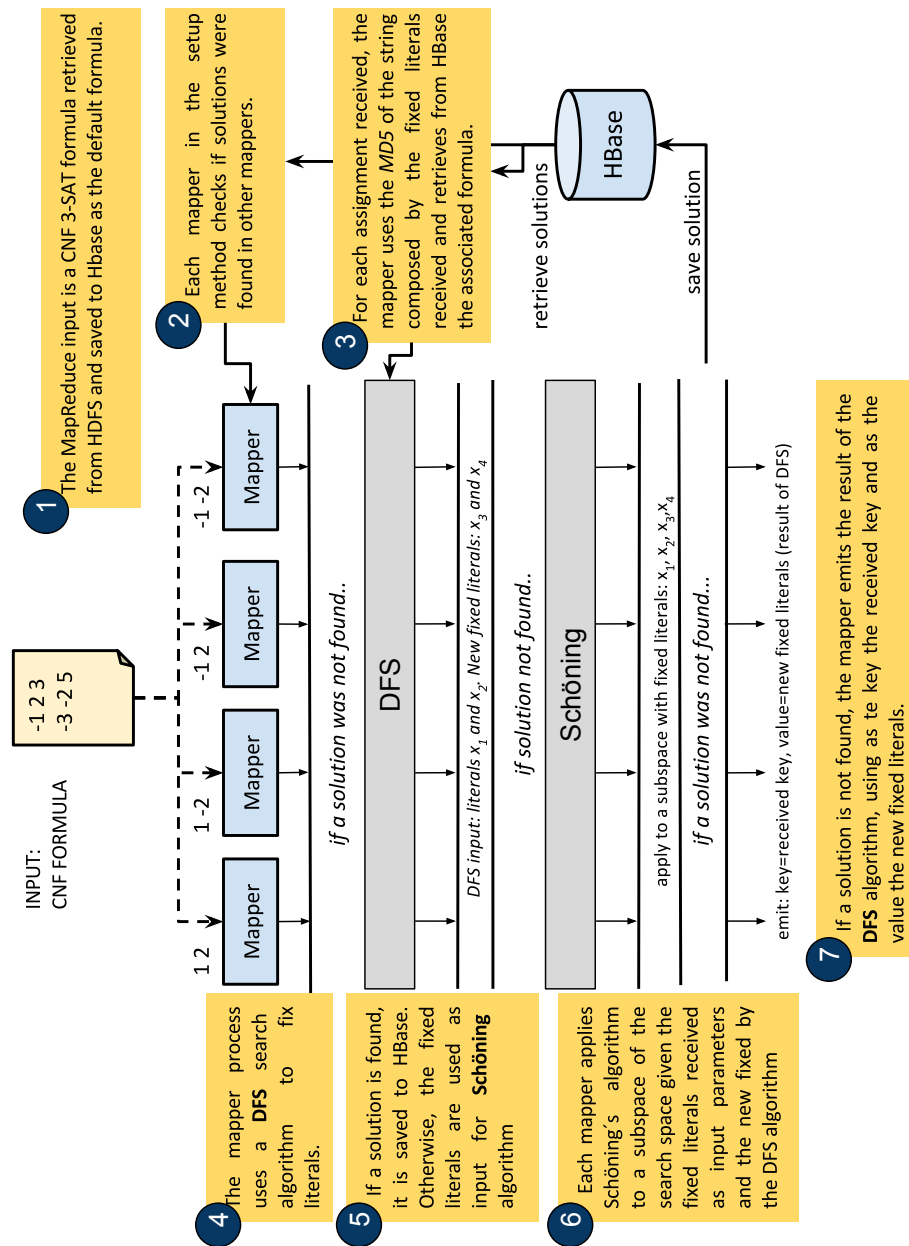 INPUT:
CNF FORMULA
-1 2 3
-3 -2 5
1
The MapReduce input is a CNF 3-SAT formula retrieved
from HDFS and saved to Hbase as the default formula.
1 2
1 -2
-1 2
-1 -2
Mapper
Mapper
Mapper
Mapper
2
Each mapper in the setup
method checks if solutions were
found in other mappers.
4
The mapper process
uses a DFS search
algorithm to fix
literals.
if a solution was not found..
3
For each assignment received, the
mapper uses the MD5 of the string
composed by the fixed literals
received and retrieves from HBase
the associated formula.
DFS
5
If a solution is found,
it is saved to HBase.
Otherwise, the fixed
literals are used as
input for Schöning
algorithm
DFS input: literals x1 and x2. New fixed literals: x3 and x4
if solution not found..
retrieve solutions
HBase
save solution
Schöning
6
Each mapper applies
Schöning´s algorithm
to a subspace of the
search space given the
fixed literals received
as input parameters
and the new fixed by
the DFS algorithm
apply to a subspace with fixed literals: x1, x2, x3,x4
if a solution was not found...
emit: key=received key, value=new fixed literals (result of DFS)
7
If a solution is not found, the mapper emits the result of the
DFS algorithm, using as te key the received key and as the
value the new fixed literals.